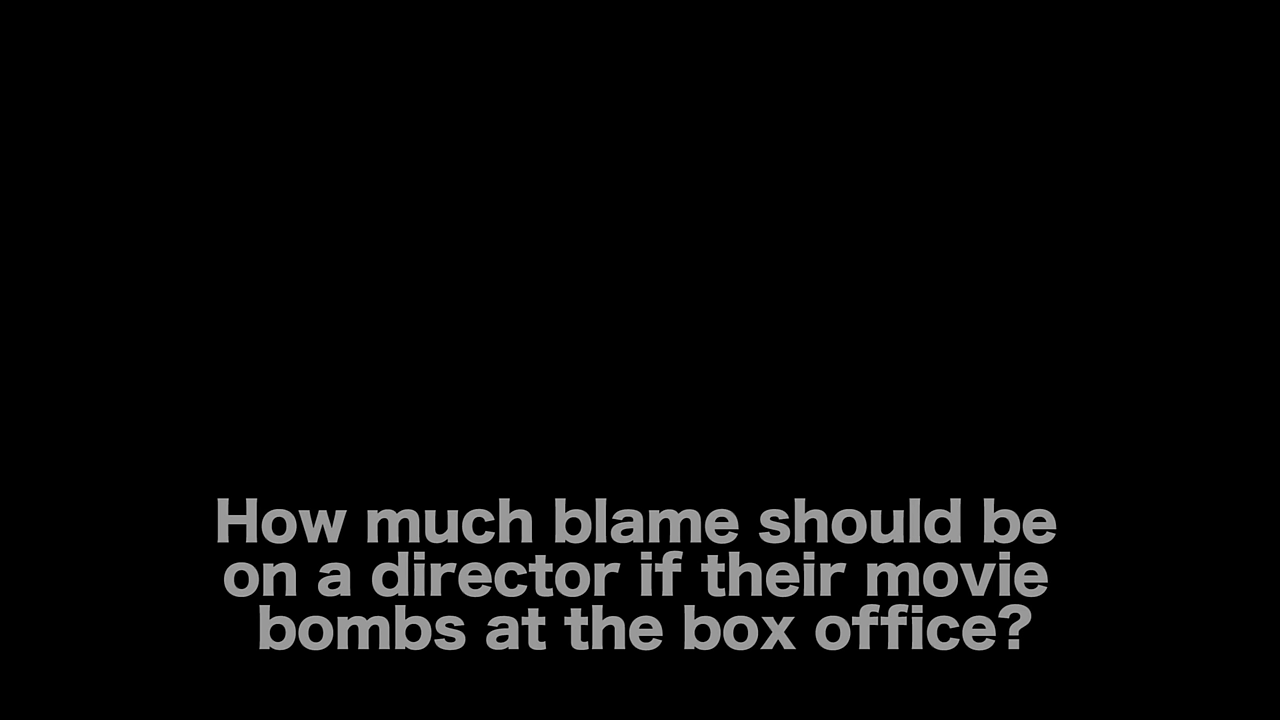 How much blame should be
on a director if their movie
bombs at the box office?